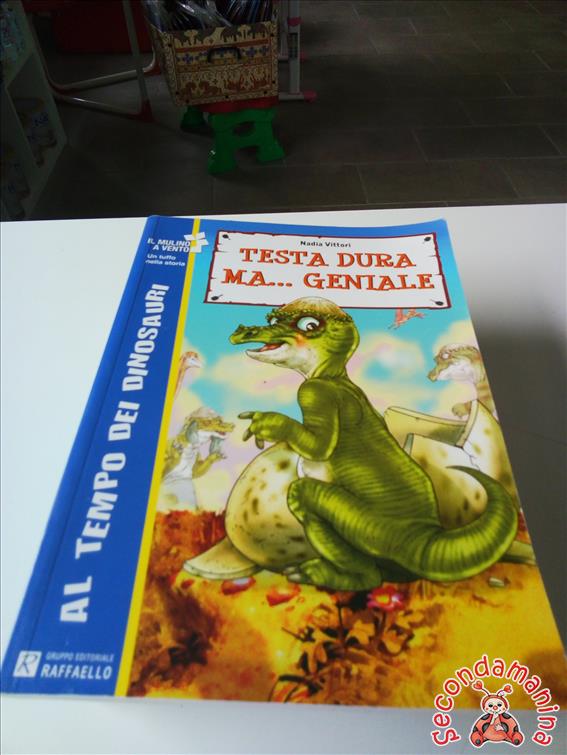 Nadia Vittori
TESTA DURA
MA... GENIALE
IL MULINO
A VENTO
Un tuffo
nella storia
AL TEMPO DEI DINOSAURI
GRUPPO EDITORIALE
RAFFAELLO
Secondamanina